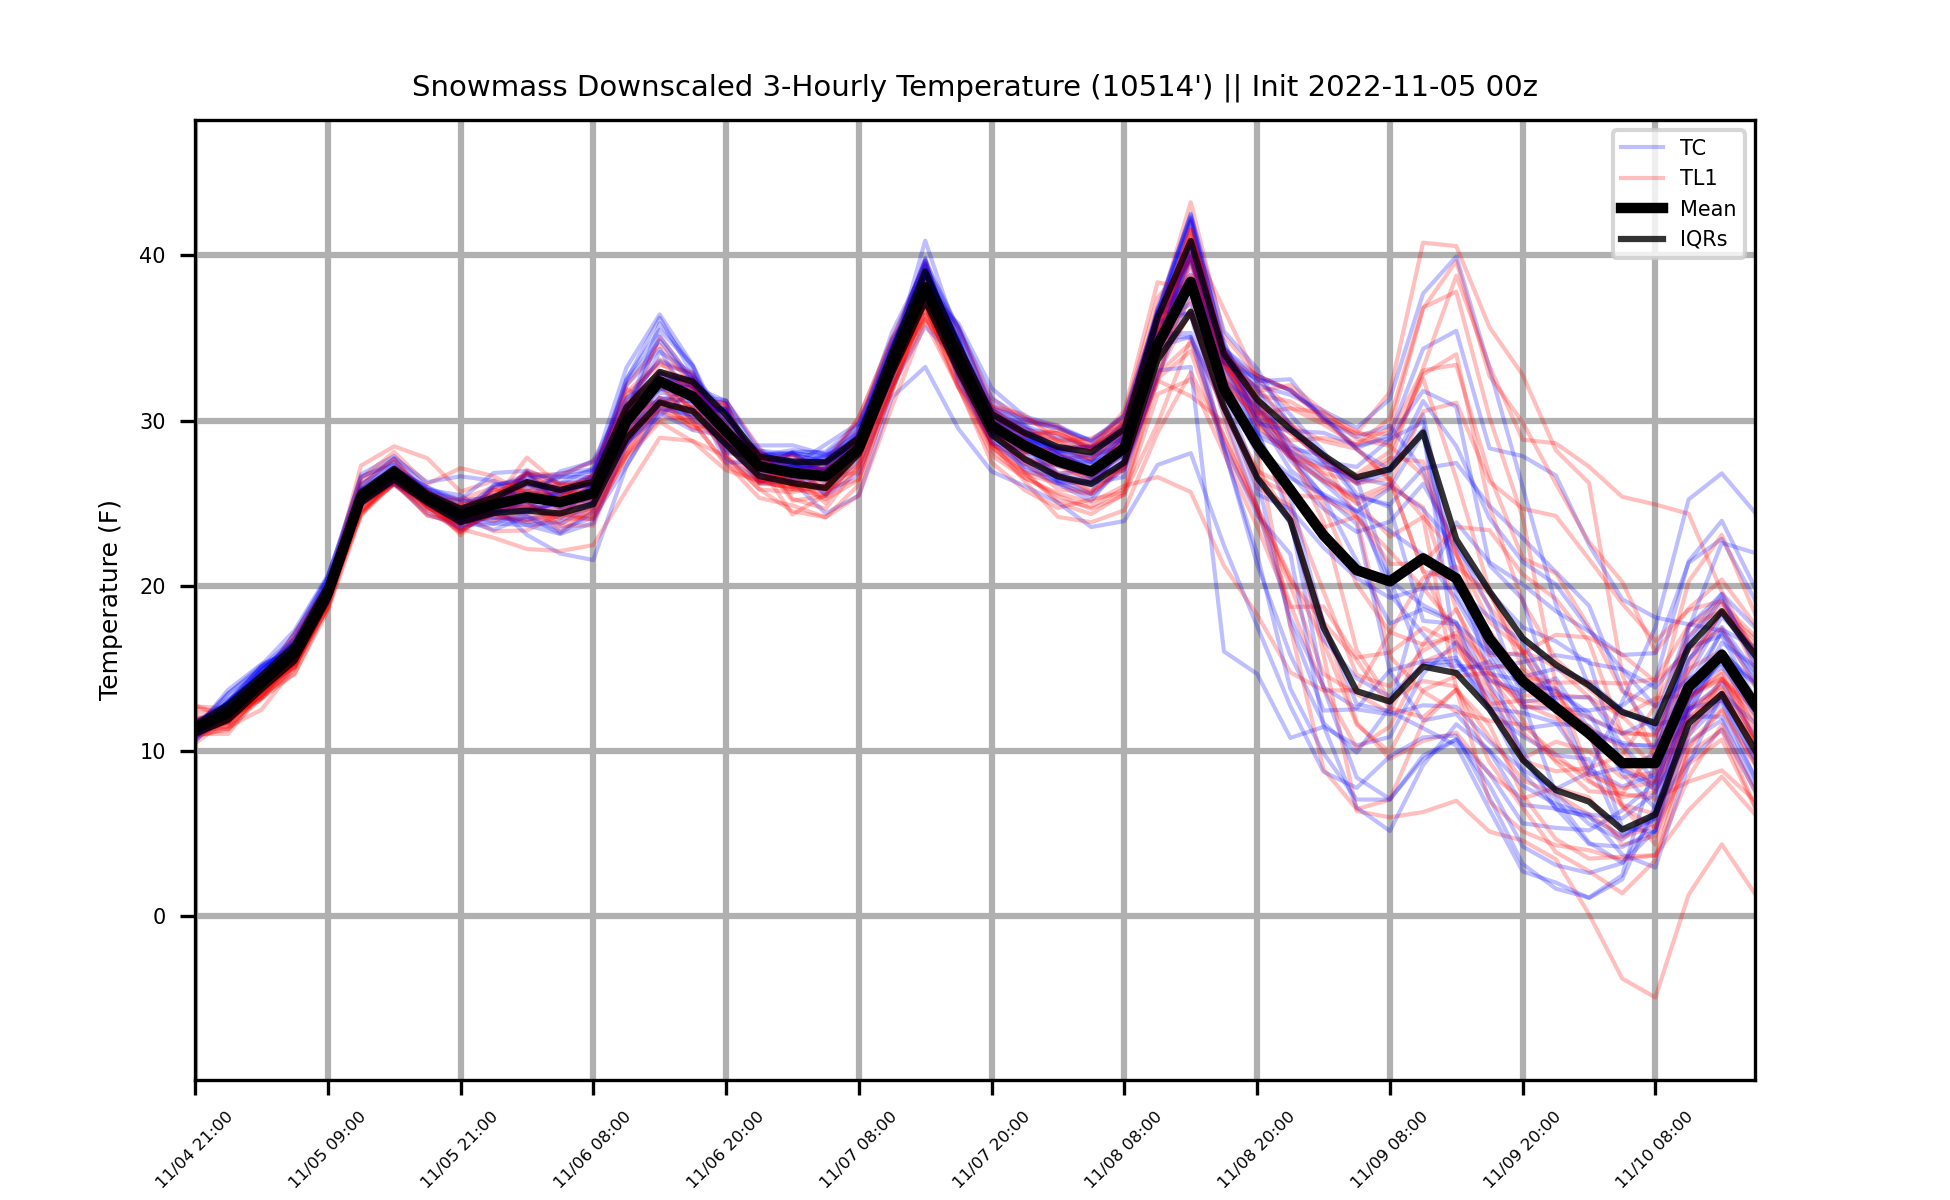 Snowmass Downscaled 3-Hourly Temperature (10514') || Init 2022-11-05 00z
TC
TL1
Mean
IQRs
Temperature (F)
40
30
20
10
0
11/04 21:00
11/05 09:00
11/05 21:00
11/06 08:00
11/06 20:00
11/07 08:00
11/07 20:00
11/08 08:00
11/08 20:00
11/09 08:00
11/09 20:00
11/10 08:00